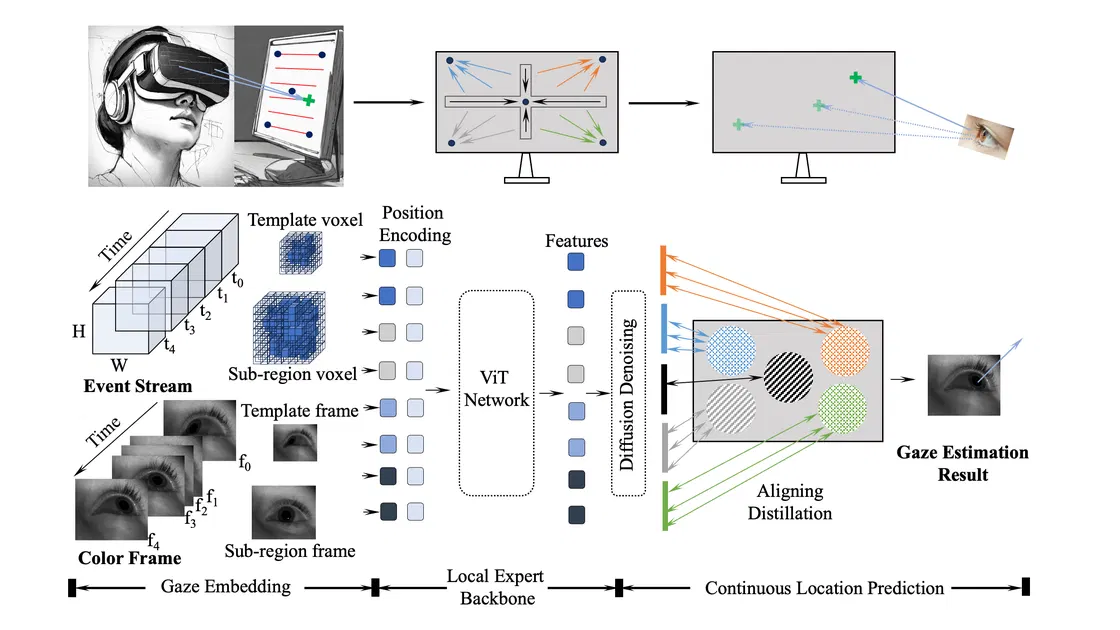 Time
t0
t1
t2
t3
t4
H
W
Event Stream
Template voxel
Sub-region voxel
Time
f0
f1
f2
f3
f4
Color Frame
Template frame
Sub-region frame
Position
Encoding
ViT
Network
Features
Diffusion Denoising
Aligning
Distillation
Gaze Estimation
Result
Gaze Embedding
Local Expert
Backbone
Continuous Location Prediction